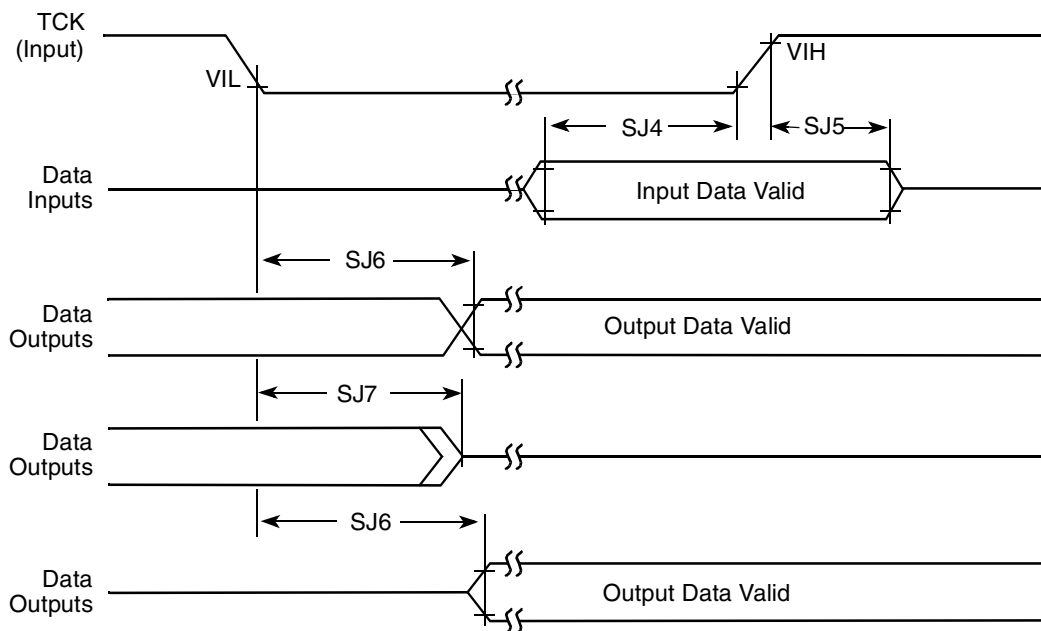 TCK
(Input)
VIL
VIH
SJ4
SJ5
Data
Inputs
Input Data Valid
SJ6
Data
Outputs
Output Data Valid
SJ7
Data
Outputs
SJ6
Data
Outputs
Output Data Valid